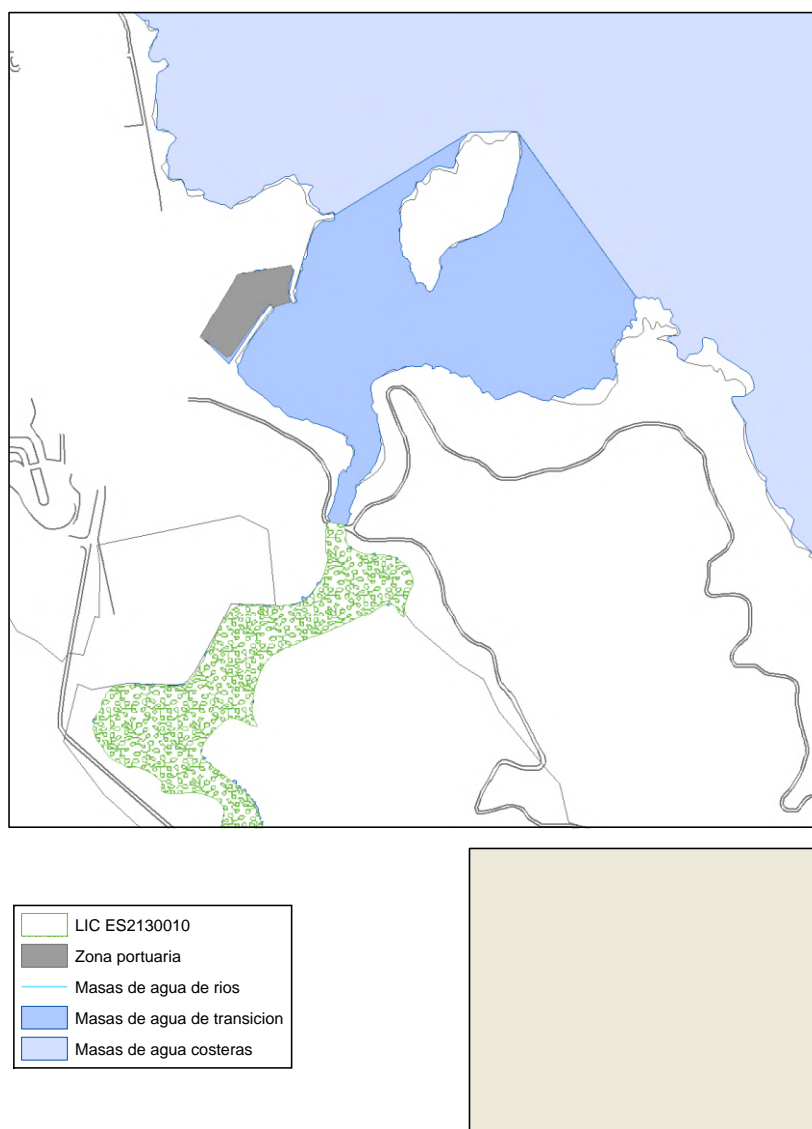 LIC ES2130010
Zona portuaria
Masas de agua de rios
Masas de agua de transicion
Masas de agua costeras